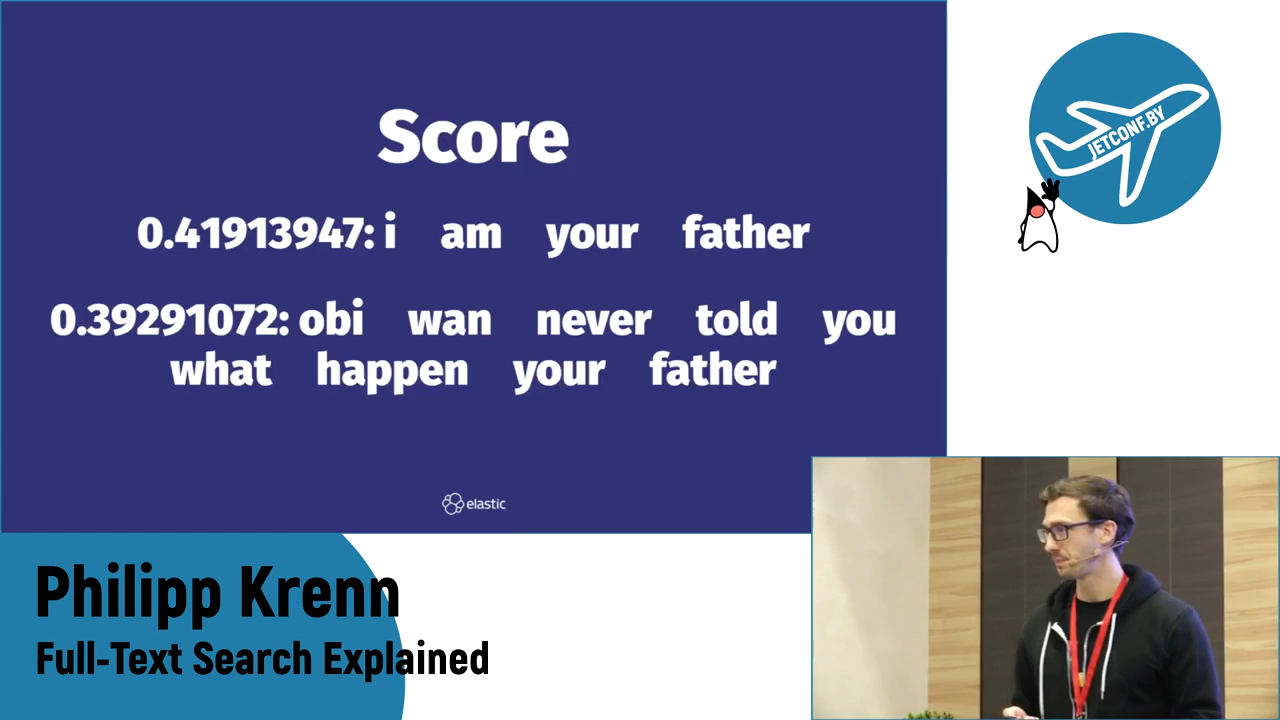 Score
0.41913947: i am your father
0.39291072: obi wan never told you
what happen your father
elastic
JETCONF.BY
Philipp Krenn
Full-Text Search Explained